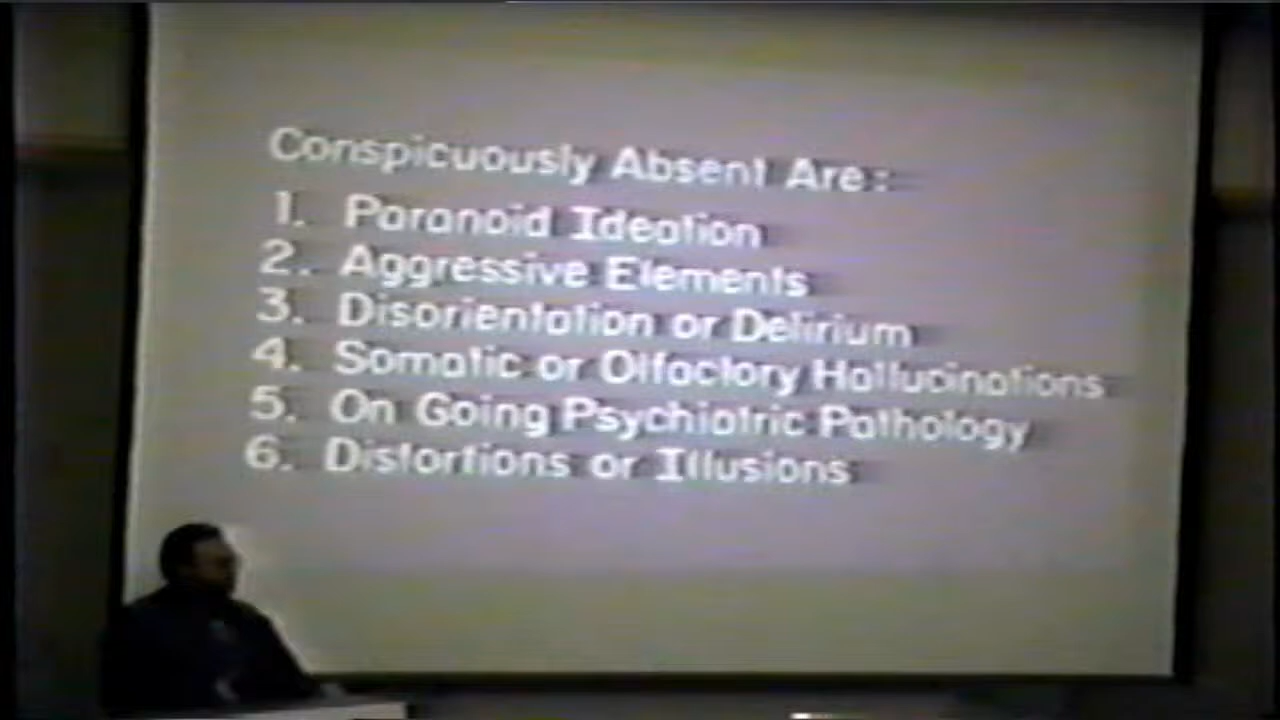 Conspicuously Absent Are:
1. Paranoid Ideation
2. Aggressive Elements
3. Disorientation or Delirium
4. Somatic or Olfactory Hallucinations
5. On Going Psychiatric Pathology
6. Distortions or Illusions